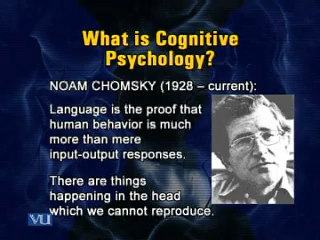 What is Cognitive
Psychology?
NOAM CHOMSKY (1928 – current):
Language is the proof that
human behavior is much
more than mere
input-output responses.
There are things
happening in the head
which we cannot reproduce.
VU